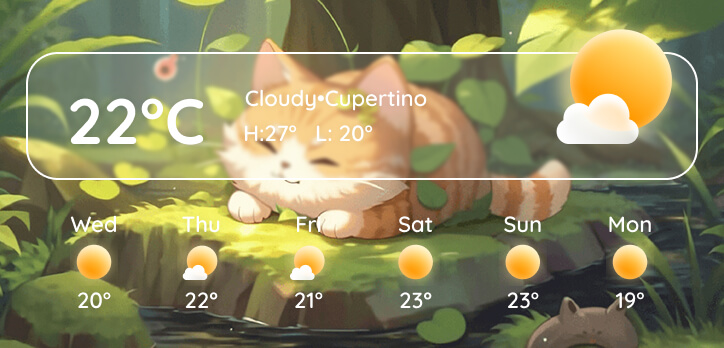 22°C
Cloudy•Cupertino
H:27° L: 20°
Wed Thu Fri Sat Sun Mon
20° 22° 21° 23° 23° 19°